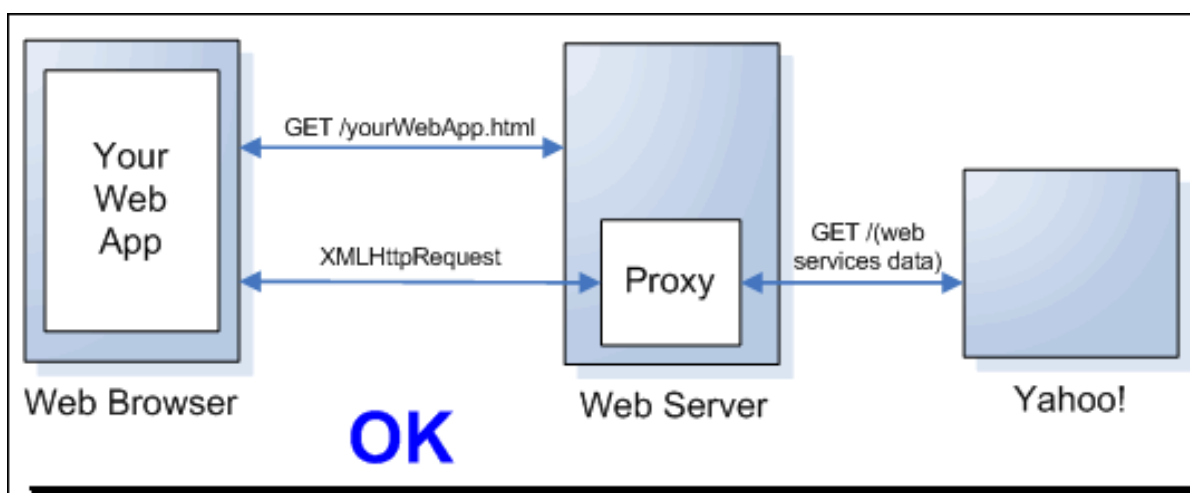 Your
Web
App
GET /yourWebApp.html
XMLHttpRequest
Proxy
GET /(web
services data)
Web Browser
Web Server
Yahoo!
OK